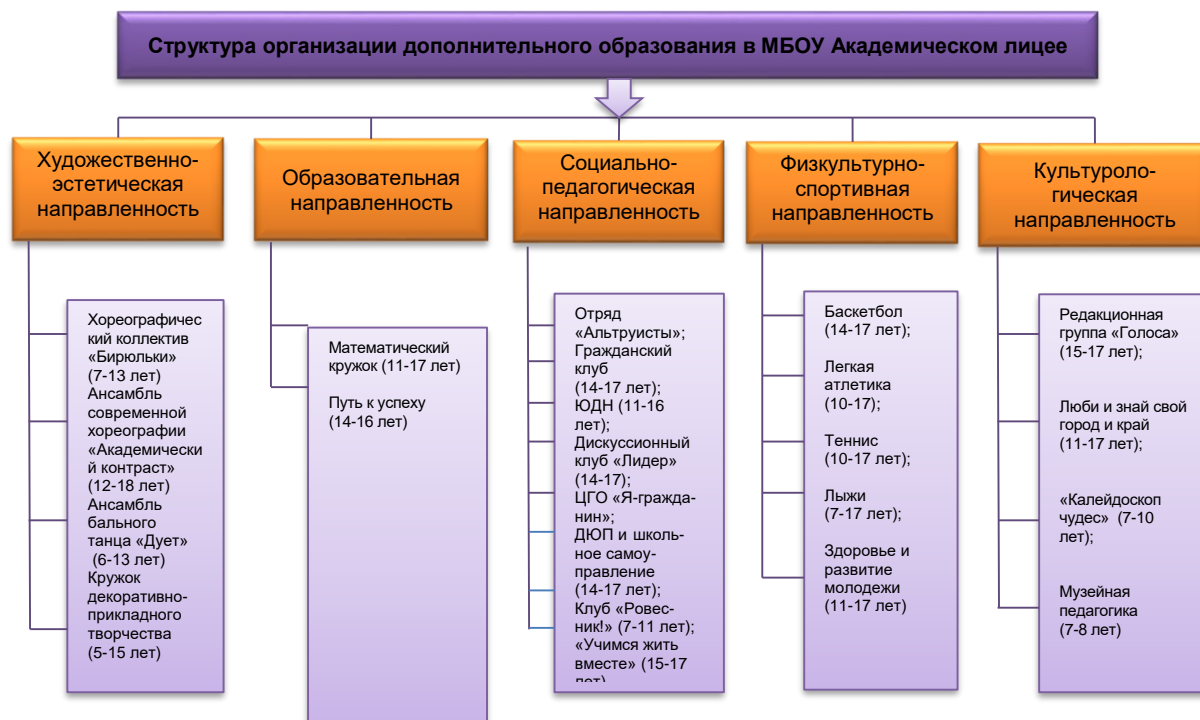 Структура организации дополнительного образования в МБОУ Академическом лицее
Художественно-
эстетическая
направленность
Образовательная
направленность
Социально-
педагогическая
направленность
Физкультурно-
спортивная
направленность
Культуроло-
гическая
направленность
Хореографичес
кий коллектив
«Бирюльки»
(7-13 лет)
Ансамбль
современной
хореографии
«Академически
й контраст»
(12-18 лет)
Ансамбль
бального
танца «Дует»
(6-13 лет)
Кружок
декоративно-
прикладного
творчества
(5-15 лет)
Математический
кружок (11-17 лет)
Путь к успеху
(14-16 лет)
Отряд
«Альтруисты»;
Гражданский
клуб
(14-17 лет);
ЮДН (11-16
лет);
Дискуссионный
клуб «Лидер»
(14-17);
ЦГО «Я-гражда-
нин»;
ДЮП и школь-
ное самоу-
правление
(14-17 лет);
Клуб «Ровес-
ник!» (7-11 лет);
«Учимся жить
вместе» (15-17
лет)
Баскетбол
(14-17 лет);
Легкая
атлетика
(10-17);
Теннис
(10-17 лет);
Лыжи
(7-17 лет);
Здоровье и
развитие
молодежи
(11-17 лет)
Редакционная
группа «Голоса»
(15-17 лет);
Люби и знай свой
город и край
(11-17 лет);
«Калейдоскоп
чудес» (7-10
лет);
Музейная
педагогика
(7-8 лет)